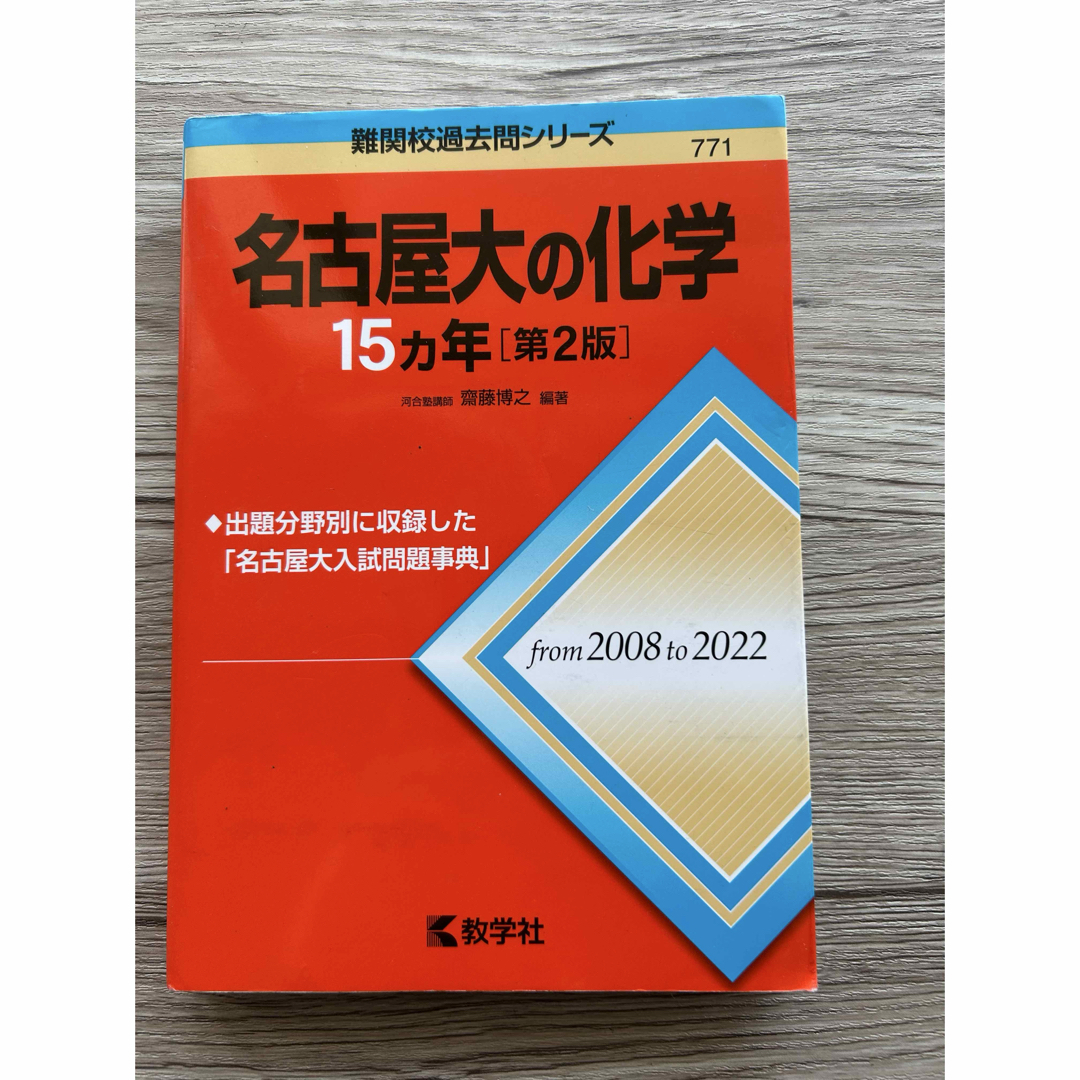 難関校過去問シリーズ
771
名古屋大の化学
15ヵ年[第2版]
河合塾講師 齋藤博之 編著
◆出題分野別に収録した
「名古屋大入試問題事典」
from 2008 to 2022
教学社